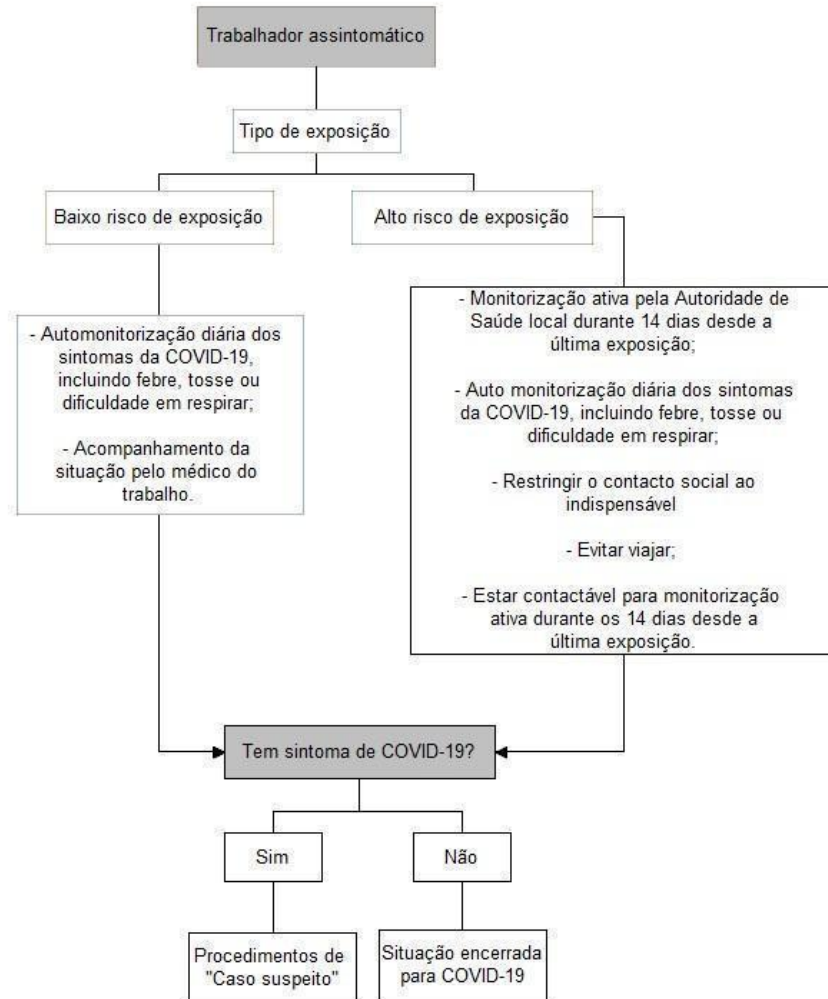 Trabalhador assintomático
Tipo de exposição
Baixo risco de exposição
Alto risco de exposição
- Automonitorização diária dos
sintomas da COVID-19,
incluindo febre, tosse ou
dificuldade em respirar;
- Acompanhamento da
situação pelo médico do
trabalho.
- Monitorização ativa pela Autoridade de
Saúde local durante 14 dias desde a
última exposição;
- Auto monitorização diária dos sintomas
da COVID-19, incluindo febre, tosse ou
dificuldade em respirar;
- Restringir o contacto social ao
indispensável
- Evitar viajar;
- Estar contactável para monitorização
ativa durante os 14 dias desde a
última exposição.
Tem sintoma de COVID-19?
Sim
Não
Procedimentos de
"Caso suspeito"
Situação encerrada
para COVID-19